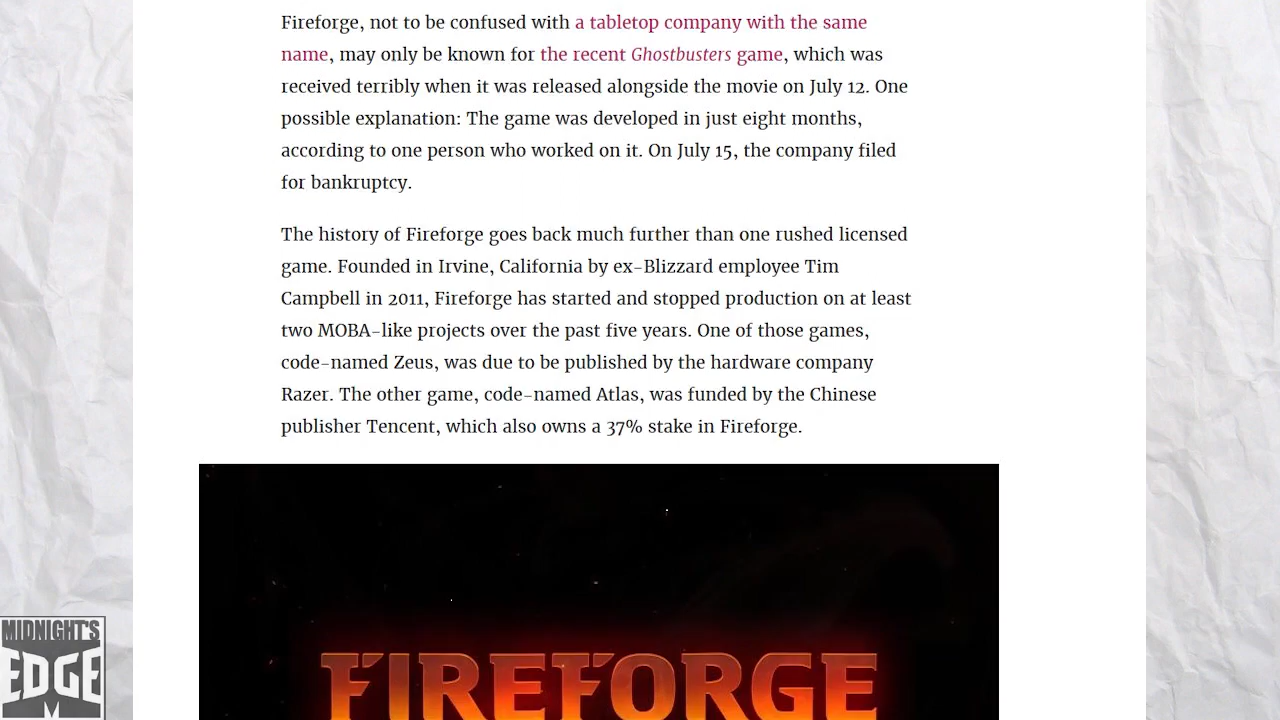 Fireforge, not to be confused with a tabletop company with the same
name, may only be known for the recent Ghostbusters game, which was
received terribly when it was released alongside the movie on July 12. One
possible explanation: The game was developed in just eight months,
according to one person who worked on it. On July 15, the company filed
for bankruptcy.
The history of Fireforge goes back much further than one rushed licensed
game. Founded in Irvine, California by ex-Blizzard employee Tim
Campbell in 2011, Fireforge has started and stopped production on at least
two MOBA-like projects over the past five years. One of those games,
code-named Zeus, was due to be published by the hardware company
Razer. The other game, code-named Atlas, was funded by the Chinese
publisher Tencent, which also owns a 37% stake in Fireforge.
FIREFORGE
MIDNIGHT'S
EDGE